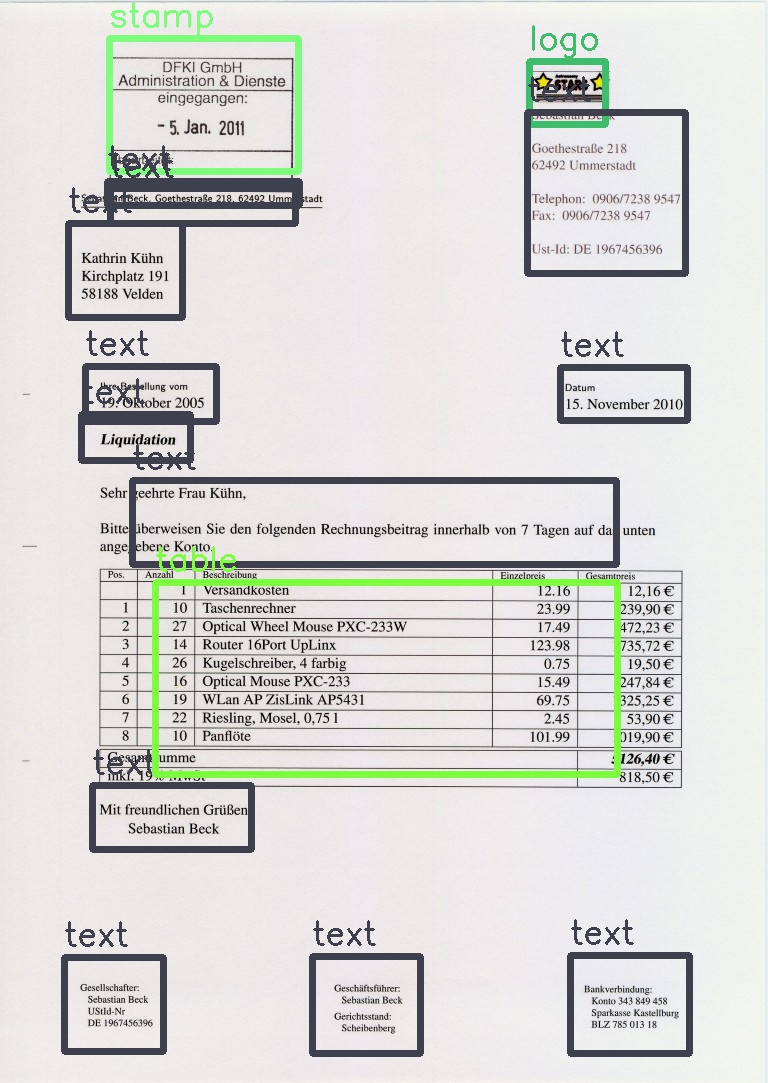 stamp
DFKI GmbH
Administration & Dienste
eingegangen:
- 5. Jan. 2011
logo
Astronomy
STARS
text
Sebastian Beck
Goethestraße 218
62492 Ummerstadt
Telephon: 0906/7238 9547
Fax: 0906/7238 9547
Ust-Id: DE 1967456396
text
text
Sebastian Beck, Goethestraße 218, 62492 Ummerstadt
text
Kathrin Kühn
Kirchplatz 191
58188 Velden
text
Ihre Bestellung vom
19. Oktober 2005
text
Datum
15. November 2010
text
Liquidation
text
Sehr geehrte Frau Kühn,
Bitte überweisen Sie den folgenden Rechnungsbeitrag innerhalb von 7 Tagen auf das unten
angegebene Konto.
table
Pos. Anzahl Beschreibung Einzelpreis Gesamtpreis
1 Versandkosten 12.16 12,16 €
1 10 Taschenrechner 23.99 239,90 €
2 27 Optical Wheel Mouse PXC-233W 17.49 472,23 €
3 14 Router 16Port UpLinx 123.98 735,72 €
4 26 Kugelschreiber, 4 farbig 0.75 19,50 €
5 16 Optical Mouse PXC-233 15.49 247,84 €
6 19 WLan AP ZisLink AP5431 69.75 325,25 €
7 22 Riesling, Mosel, 0,75 l 2.45 53,90 €
8 10 Panflöte 101.99 019,90 €
Gesamtsumme 5126,40 €
inkl. 19% MwSt 818,50 €
text
Mit freundlichen Grüßen
Sebastian Beck
text
Gesellschafter:
Sebastian Beck
UStId-Nr
DE 1967456396
text
Geschäftsführer:
Sebastian Beck
Gerichtsstand:
Scheibenberg
text
Bankverbindung:
Konto 343 849 458
Sparkasse Kastellburg
BLZ 785 013 18